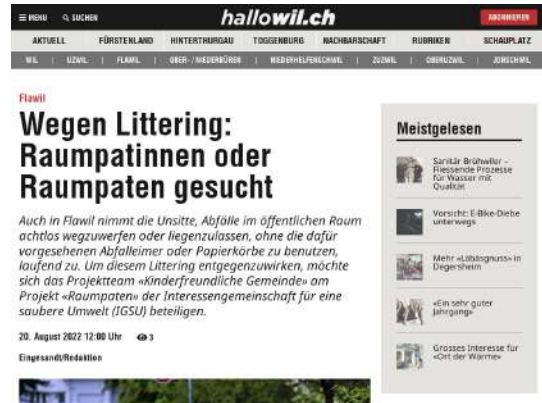 MENU
SUCHEN
hallowil.ch
ABONNIEREN
AKTUELL FÜRSTENLAND HINTERTHURGAU TOGGENBURG NACHBARSCHAFT RUBRIKEN SCHAUPLATZ
WIL | UZWIL | FLAWIL | OBER- / NIEDERBÜREN | NIEDERHELFENSCHWIL | ZUZWIL | OBERUZWIL | JONSCHWIL
Flawil
Wegen Littering:
Raumpatinnen oder
Raumpaten gesucht
Auch in Flawil nimmt die Unsitte, Abfälle im öffentlichen Raum
achtlos wegzuwerfen oder liegenzulassen, ohne die dafür
vorgesehenen Abfalleimer oder Papierkörbe zu benutzen,
laufend zu. Um diesem Littering entgegenzuwirken, möchte
sich das Projektteam «Kinderfreundliche Gemeinde» am
Projekt «Raumpaten» der Interessengemeinschaft für eine
saubere Umwelt (IGSU) beteiligen.
20. August 2022 12:00 Uhr 3
Eingesandt/Redaktion
Meistgelesen
Sanitär Brühwiler –
Fliessende Prozesse
für Wasser mit
Qualität
Vorsicht: E-Bike-Diebe
unterwegs
Mehr «Läbäsgnuss» in
Degersheim
«Ein sehr guter
Jahrgang»
Grosses Interesse für
«Ort der Wärme»